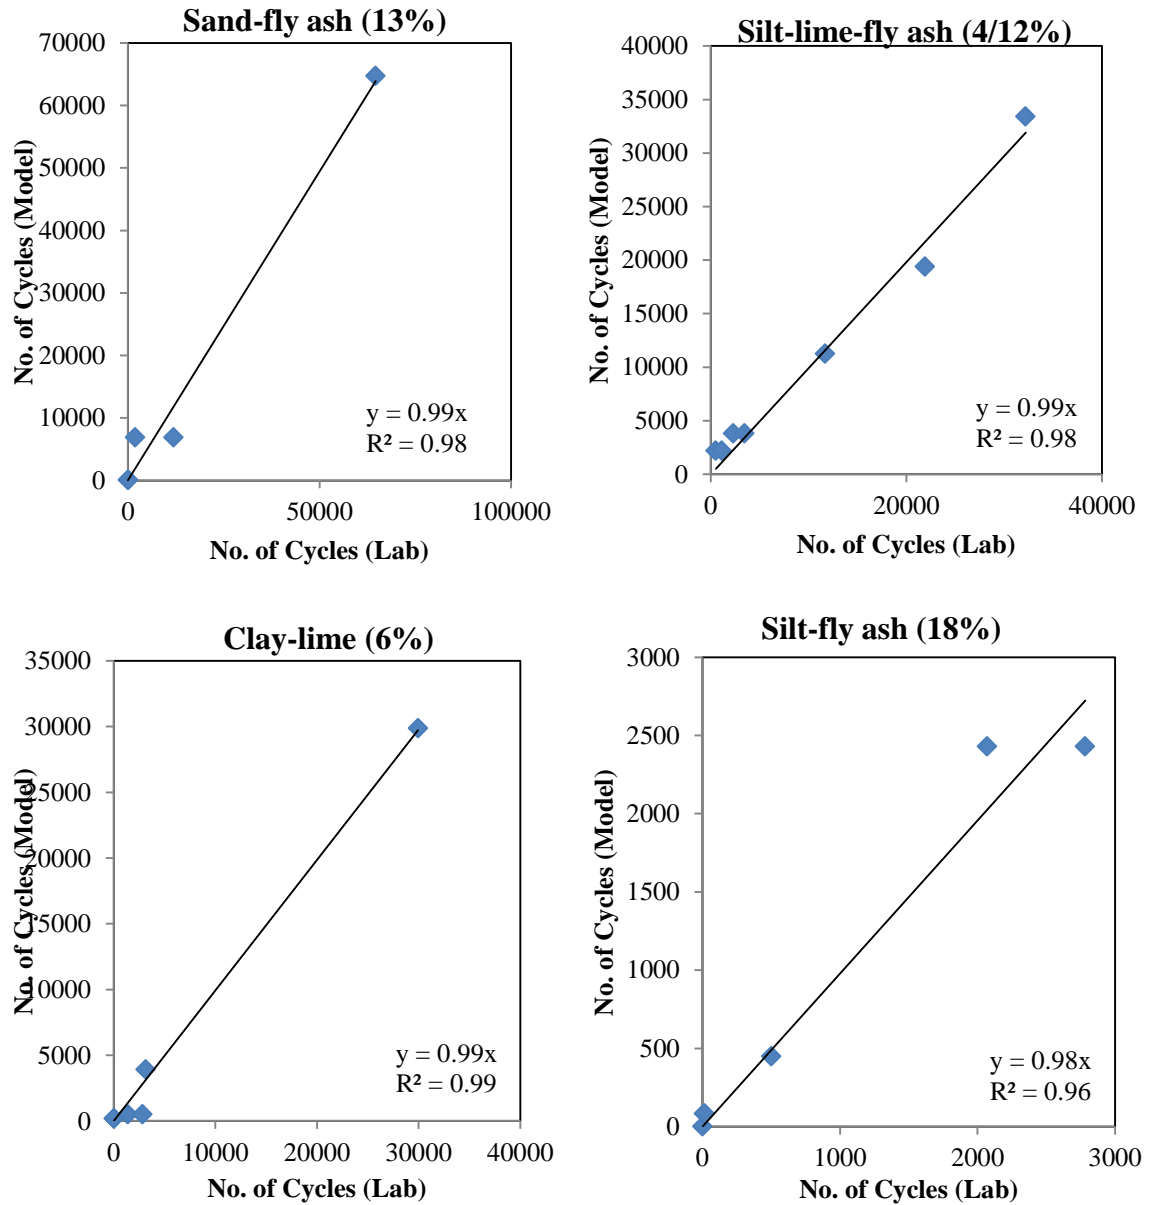 Sand-fly ash (13%)
70000
60000
50000
40000
30000
20000
10000
0
No. of Cycles (Model)
y = 0.99x
R² = 0.98
0 50000 100000
No. of Cycles (Lab)
Silt-lime-fly ash (4/12%)
40000
35000
30000
25000
20000
15000
10000
5000
0
No. of Cycles (Model)
y = 0.99x
R² = 0.98
0 20000 40000
No. of Cycles (Lab)
Clay-lime (6%)
35000
30000
25000
20000
15000
10000
5000
0
No. of Cycles (Model)
y = 0.99x
R² = 0.99
0 10000 20000 30000 40000
No. of Cycles (Lab)
Silt-fly ash (18%)
3000
2500
2000
1500
1000
500
0
No. of Cycles (Model)
y = 0.98x
R² = 0.96
0 1000 2000 3000
No. of Cycles (Lab)